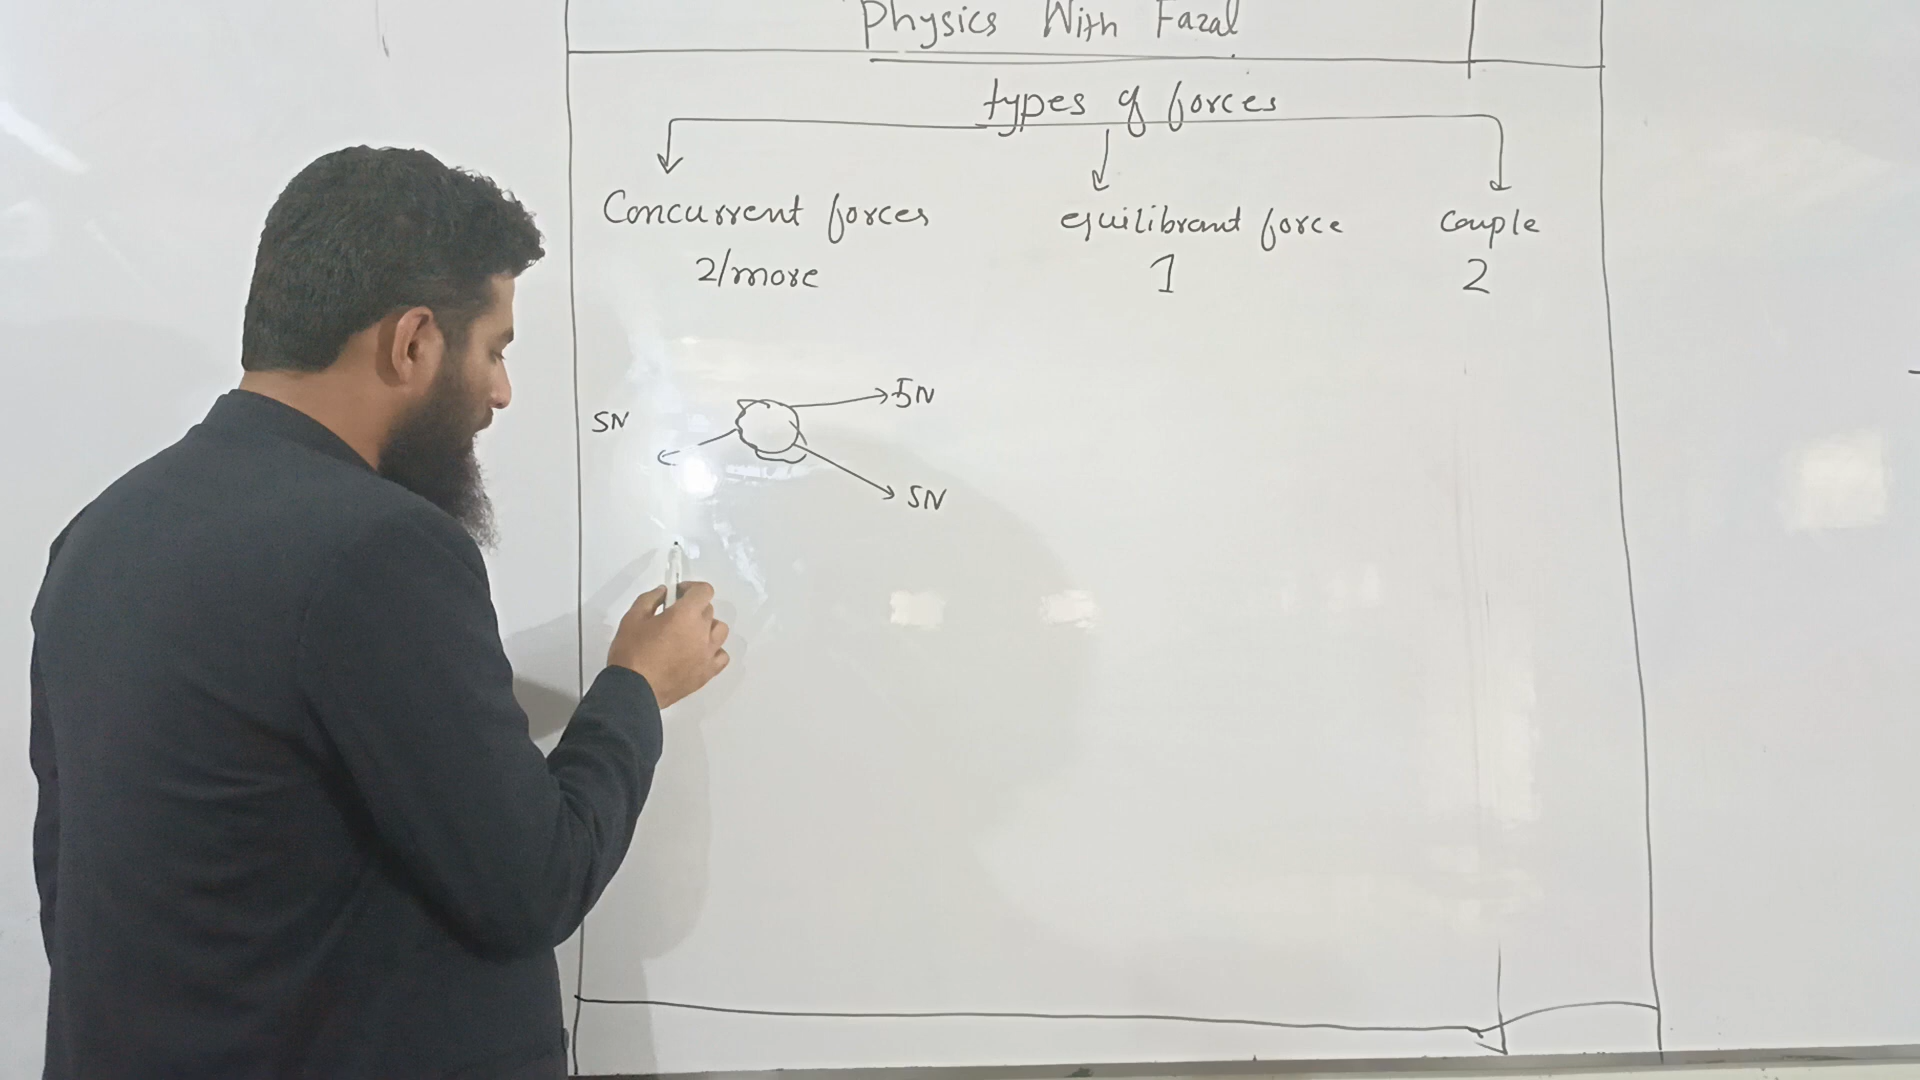 Physics With Fazal
types of forces
Concurrent forces equilibrant force couple
2/more 1 2
5N
5N
5N